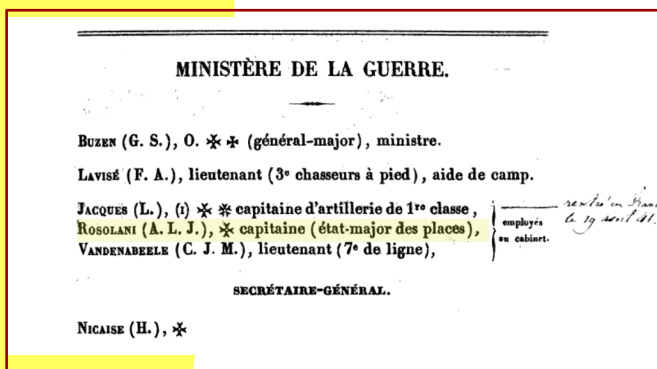 MINISTÈRE DE LA GUERRE.
BUZEN (G. S.), O. ✠ ✠ (général-major), ministre.
LAVISÉ (F. A.), lieutenant (3e chasseurs à pied), aide de camp.
JACQUES (L.), (1) ✠ ✠ capitaine d'artillerie de 1re classe,
ROSOLANI (A. L. J.), ✠ capitaine (état-major des places),
VANDENABEELE (C. J. M.), lieutenant (7e de ligne),
employés
au cabinet.
rentré en
le 19 avril 41.
SECRÉTAIRE-GÉNÉRAL.
NICAISE (H.), ✠